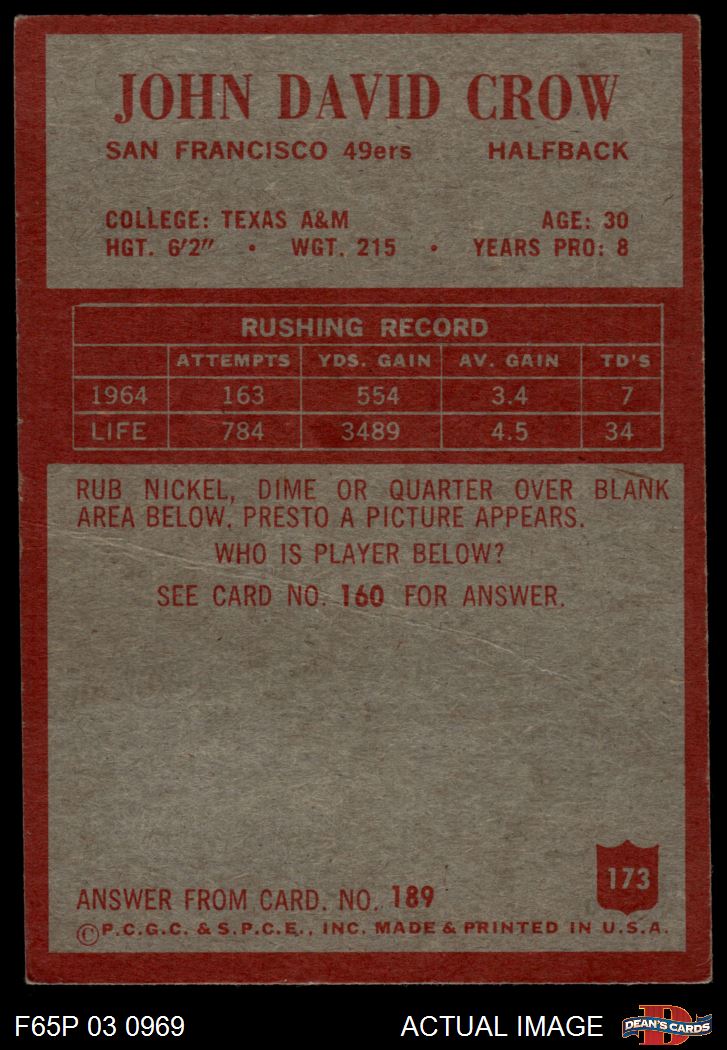 JOHN DAVID CROW
SAN FRANCISCO 49ers HALFBACK
COLLEGE: TEXAS A&M AGE: 30
HGT. 6'2" • WGT. 215 • YEARS PRO: 8
RUSHING RECORD
ATTEMPTS YDS. GAIN AV. GAIN TD'S
1964 163 554 3.4 7
LIFE 784 3489 4.5 34
RUB NICKEL, DIME OR QUARTER OVER BLANK
AREA BELOW. PRESTO A PICTURE APPEARS.
WHO IS PLAYER BELOW?
SEE CARD NO. 160 FOR ANSWER.
173
ANSWER FROM CARD. NO. 189
©P.C.G.C. & S.P.C.E., INC. MADE & PRINTED IN U.S.A.
F65P 03 0969 ACTUAL IMAGE D DEAN'S CARDS